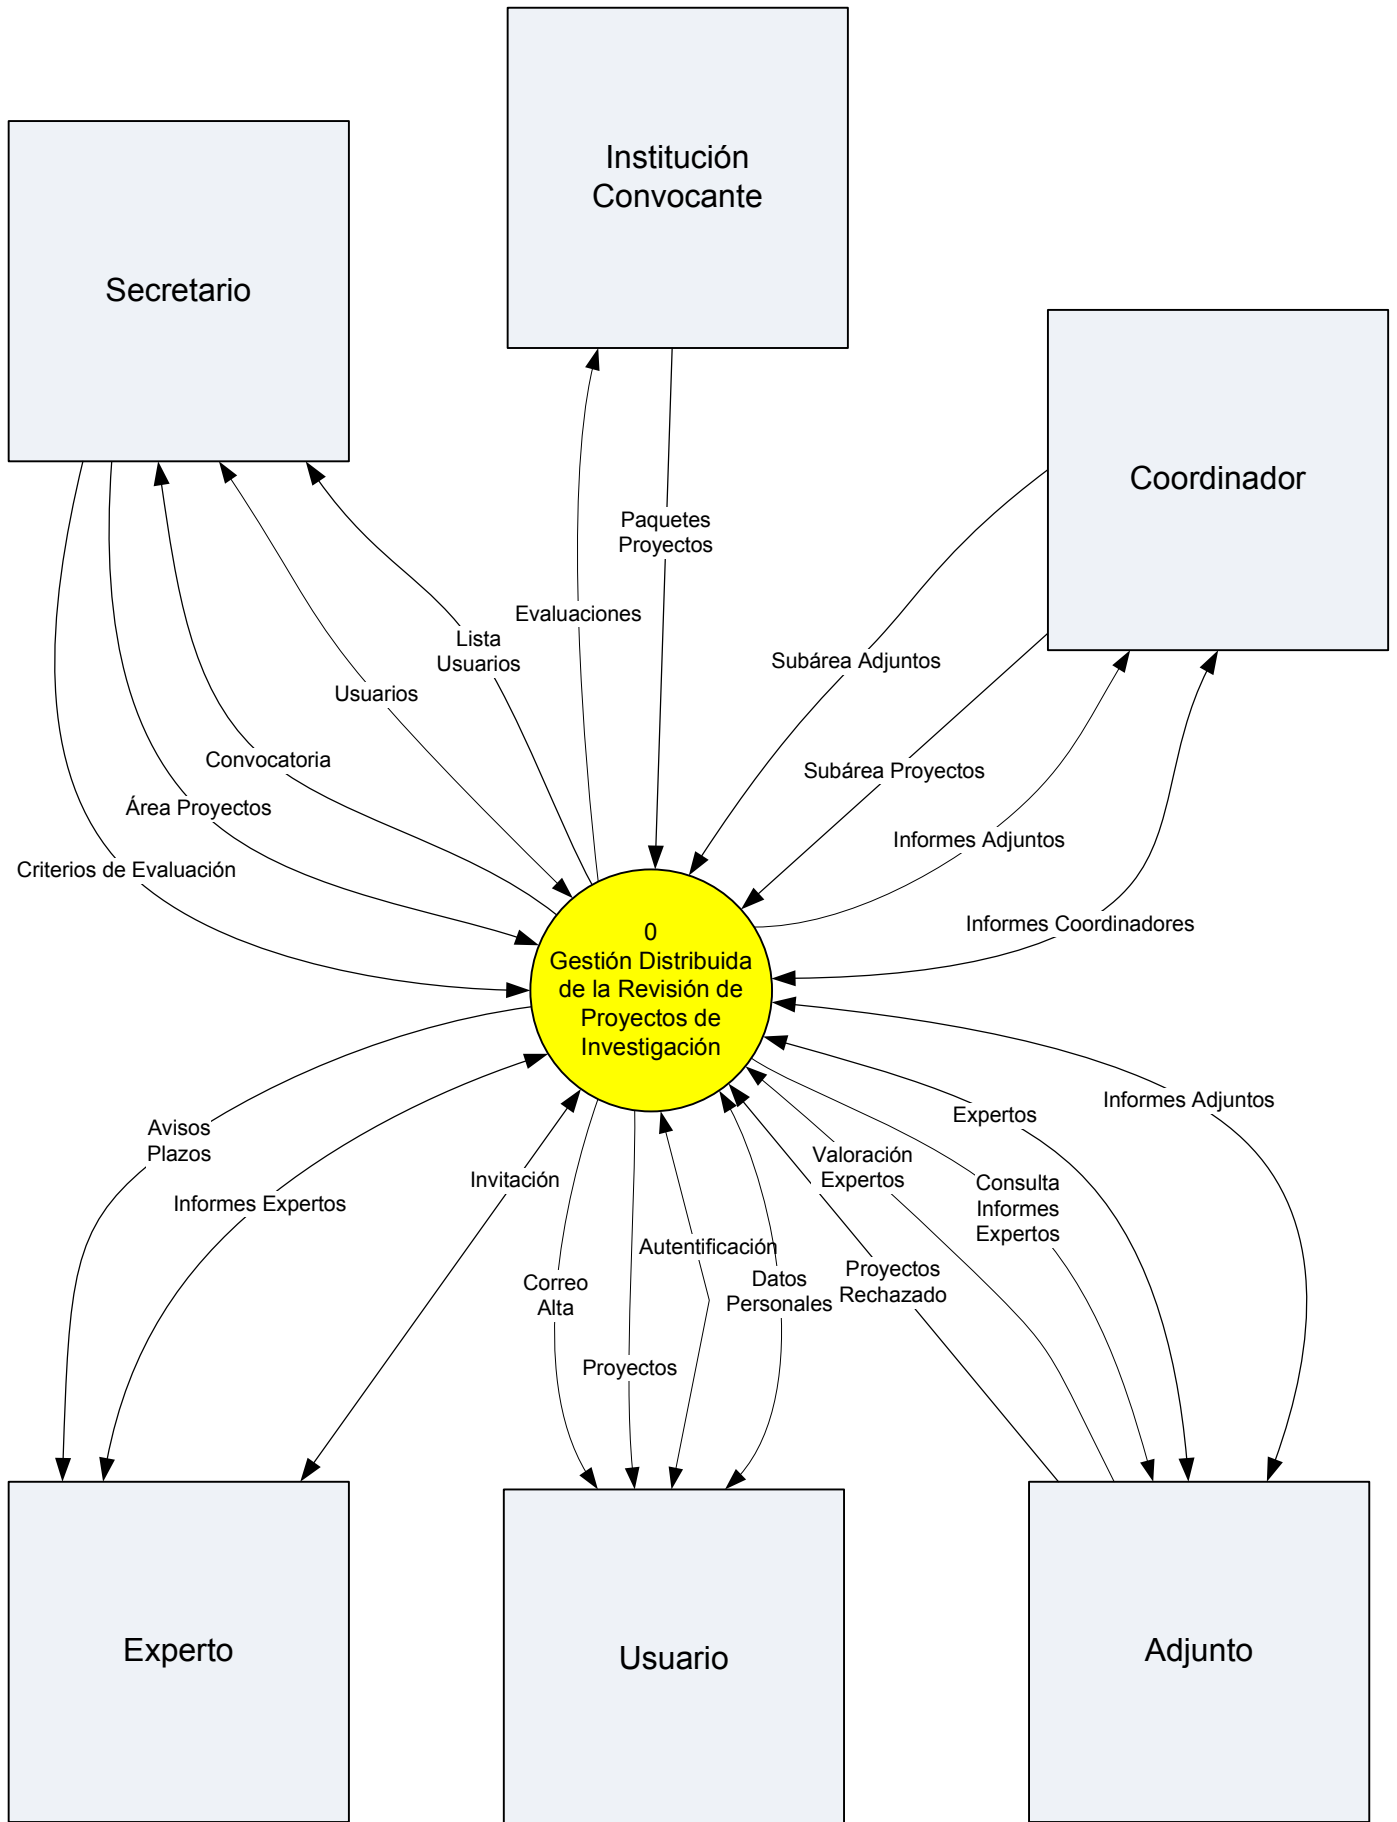 Institución
Convocante
Secretario
Coordinador
Paquetes
Proyectos
Evaluaciones
Lista
Usuarios
Subárea Adjuntos
Usuarios
Convocatoria
Subárea Proyectos
Área Proyectos
Informes Adjuntos
Criterios de Evaluación
Informes Coordinadores
0
Gestión Distribuida
de la Revisión de
Proyectos de
Investigación
Avisos
Plazos
Informes Expertos
Invitación
Correo
Alta
Proyectos
Autentificación
Datos
Personales
Valoración
Expertos
Proyectos
Rechazado
Consulta
Informes
Expertos
Expertos
Informes Adjuntos
Experto
Usuario
Adjunto